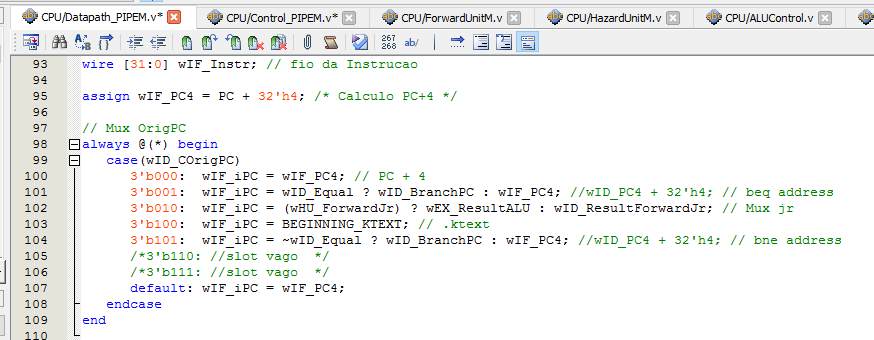 CPU/Datapath_PIPEM.v* CPU/Control_PIPEM.v* CPU/ForwardUnitM.v CPU/HazardUnitM.v CPU/ALUControl.v
267 268 ab/
93 wire [31:0] wIF_Instr; // fio da Instrucao
94
95 assign wIF_PC4 = PC + 32'h4; /* Calculo PC+4 */
96
97 // Mux OrigPC
98 always @(*) begin
99 case(wID_COrigPC)
100 3'b000: wIF_iPC = wIF_PC4; // PC + 4
101 3'b001: wIF_iPC = wID_Equal ? wID_BranchPC : wIF_PC4; //wID_PC4 + 32'h4; // beq address
102 3'b010: wIF_iPC = (wHU_ForwardJr) ? wEX_ResultALU : wID_ResultForwardJr; // Mux jr
103 3'b100: wIF_iPC = BEGINNING_KTEXT; // .ktext
104 3'b101: wIF_iPC = ~wID_Equal ? wID_BranchPC : wIF_PC4; //wID_PC4 + 32'h4; // bne address
105 /*3'b110: //slot vago */
106 /*3'b111: //slot vago */
107 default: wIF_iPC = wIF_PC4;
108 endcase
109 end
110